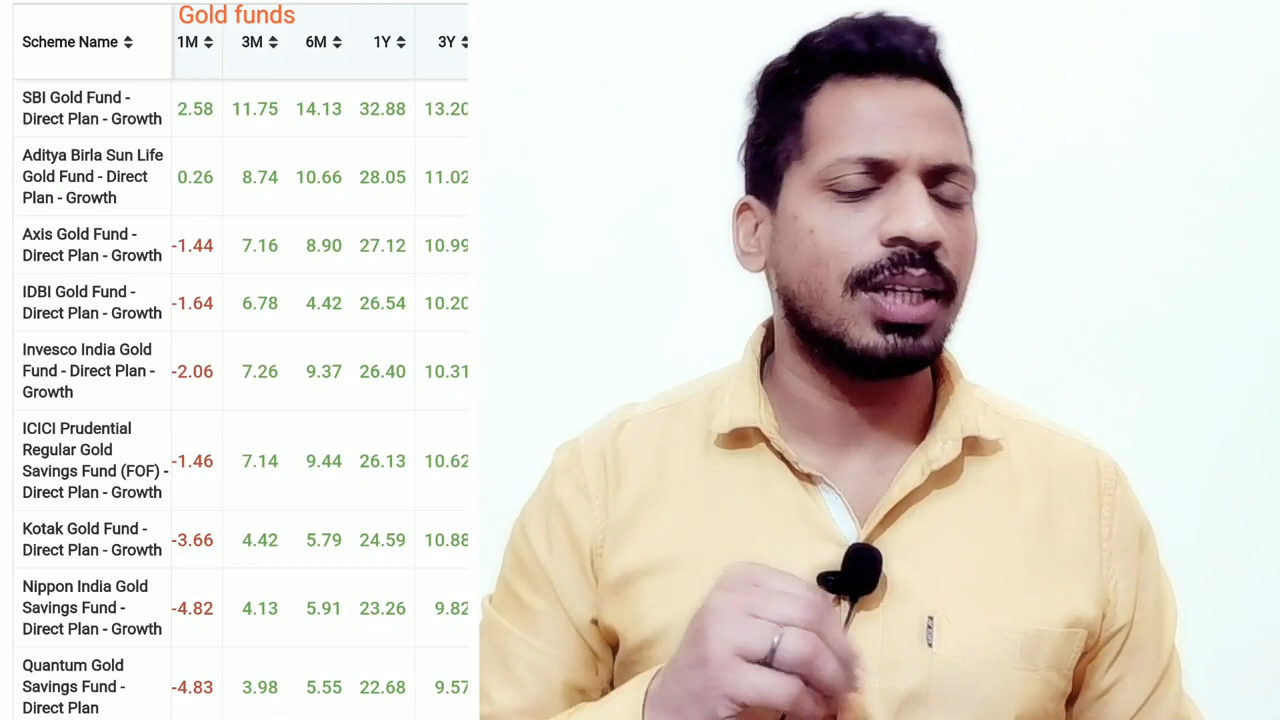 Gold funds
Scheme Name 1M 3M 6M 1Y 3Y
SBI Gold Fund -
Direct Plan - Growth
2.58 11.75 14.13 32.88 13.20
Aditya Birla Sun Life
Gold Fund - Direct
Plan - Growth
0.26 8.74 10.66 28.05 11.02
Axis Gold Fund -
Direct Plan - Growth
-1.44 7.16 8.90 27.12 10.99
IDBI Gold Fund -
Direct Plan - Growth
-1.64 6.78 4.42 26.54 10.20
Invesco India Gold
Fund - Direct Plan -
Growth
-2.06 7.26 9.37 26.40 10.31
ICICI Prudential
Regular Gold
Savings Fund (FOF) -
Direct Plan - Growth
-1.46 7.14 9.44 26.13 10.62
Kotak Gold Fund -
Direct Plan - Growth
-3.66 4.42 5.79 24.59 10.88
Nippon India Gold
Savings Fund -
Direct Plan - Growth
-4.82 4.13 5.91 23.26 9.82
Quantum Gold
Savings Fund -
Direct Plan
-4.83 3.98 5.55 22.68 9.57